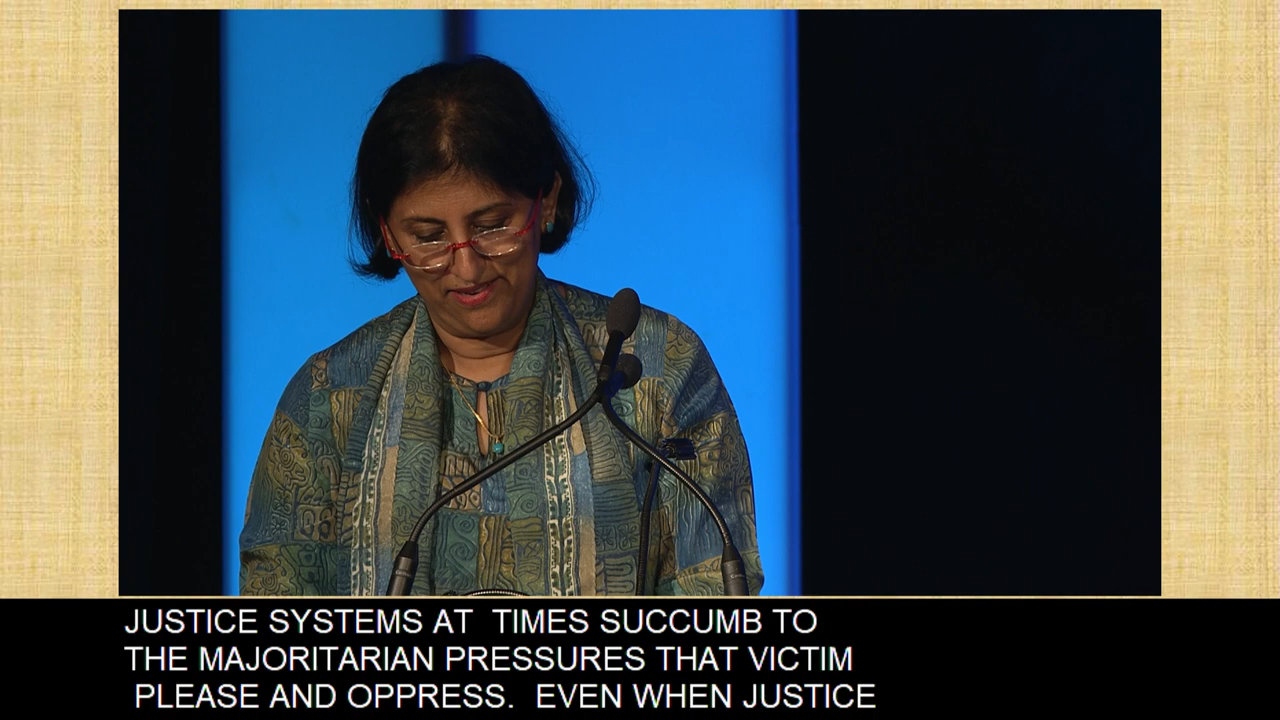 JUSTICE SYSTEMS AT  TIMES SUCCUMB TO
THE MAJORITARIAN PRESSURES THAT VICTIM
PLEASE AND OPPRESS.  EVEN WHEN JUSTICE